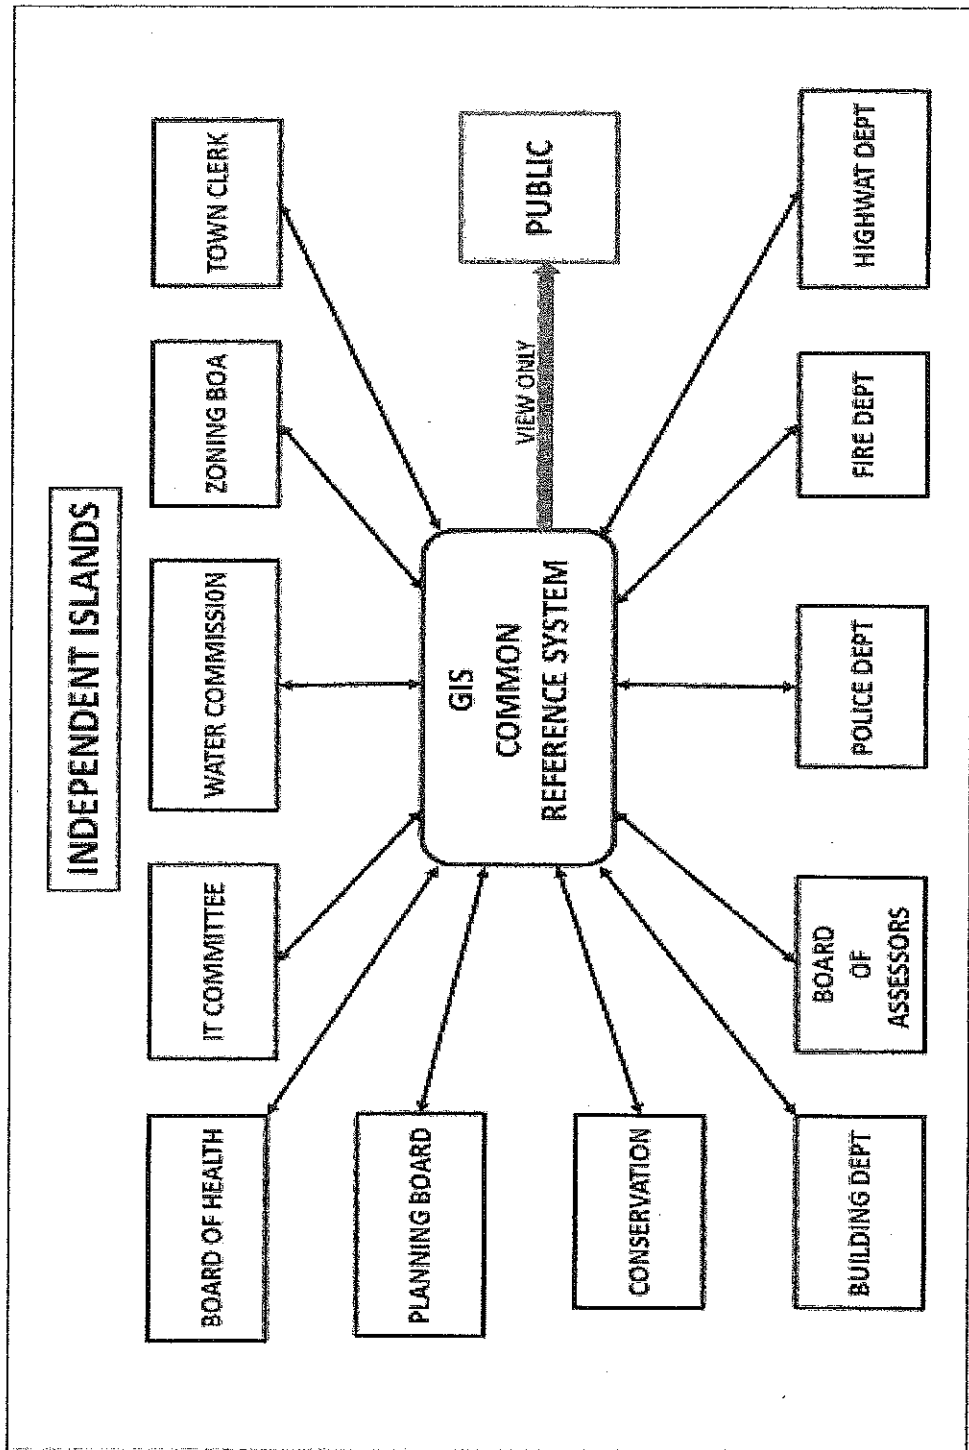 INDEPENDENT ISLANDS
BOARD OF HEALTH
IT COMMITTEE
WATER COMMISSION
ZONING BOA
TOWN CLERK
PLANNING BOARD
GIS
COMMON
REFERENCE SYSTEM
VIEW ONLY
PUBLIC
CONSERVATION
BUILDING DEPT
BOARD
OF
ASSESSORS
POLICE DEPT
FIRE DEPT
HIGHWAT DEPT